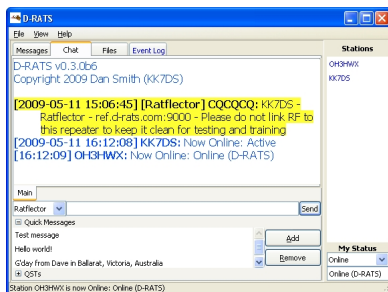 D-RATS
File View Help
Messages Chat Files Event Log
Stations
D-RATS v0.3.0b6
Copyright 2009 Dan Smith (KK7DS)
OH3HWX
KK7DS
[2009-05-11 15:06:45] [Ratflector] CQCQCQ: KK7DS -
Ratflector - ref.d-rats.com:9000 - Please do not link RF to
this repeater to keep it clean for testing and training
[2009-05-11 16:12:08] KK7DS: Now Online: Active
[16:12:09] OH3HWX: Now Online: Online (D-RATS)
Main
Ratflector Send
Quick Messages
Test message
Hello world!
G'day from Dave in Ballarat, Victoria, Australia
Add
Remove
QSTs
My Status
Online
Online (D-RATS)
Station OH3HWX is now Online: Online (D-RATS)